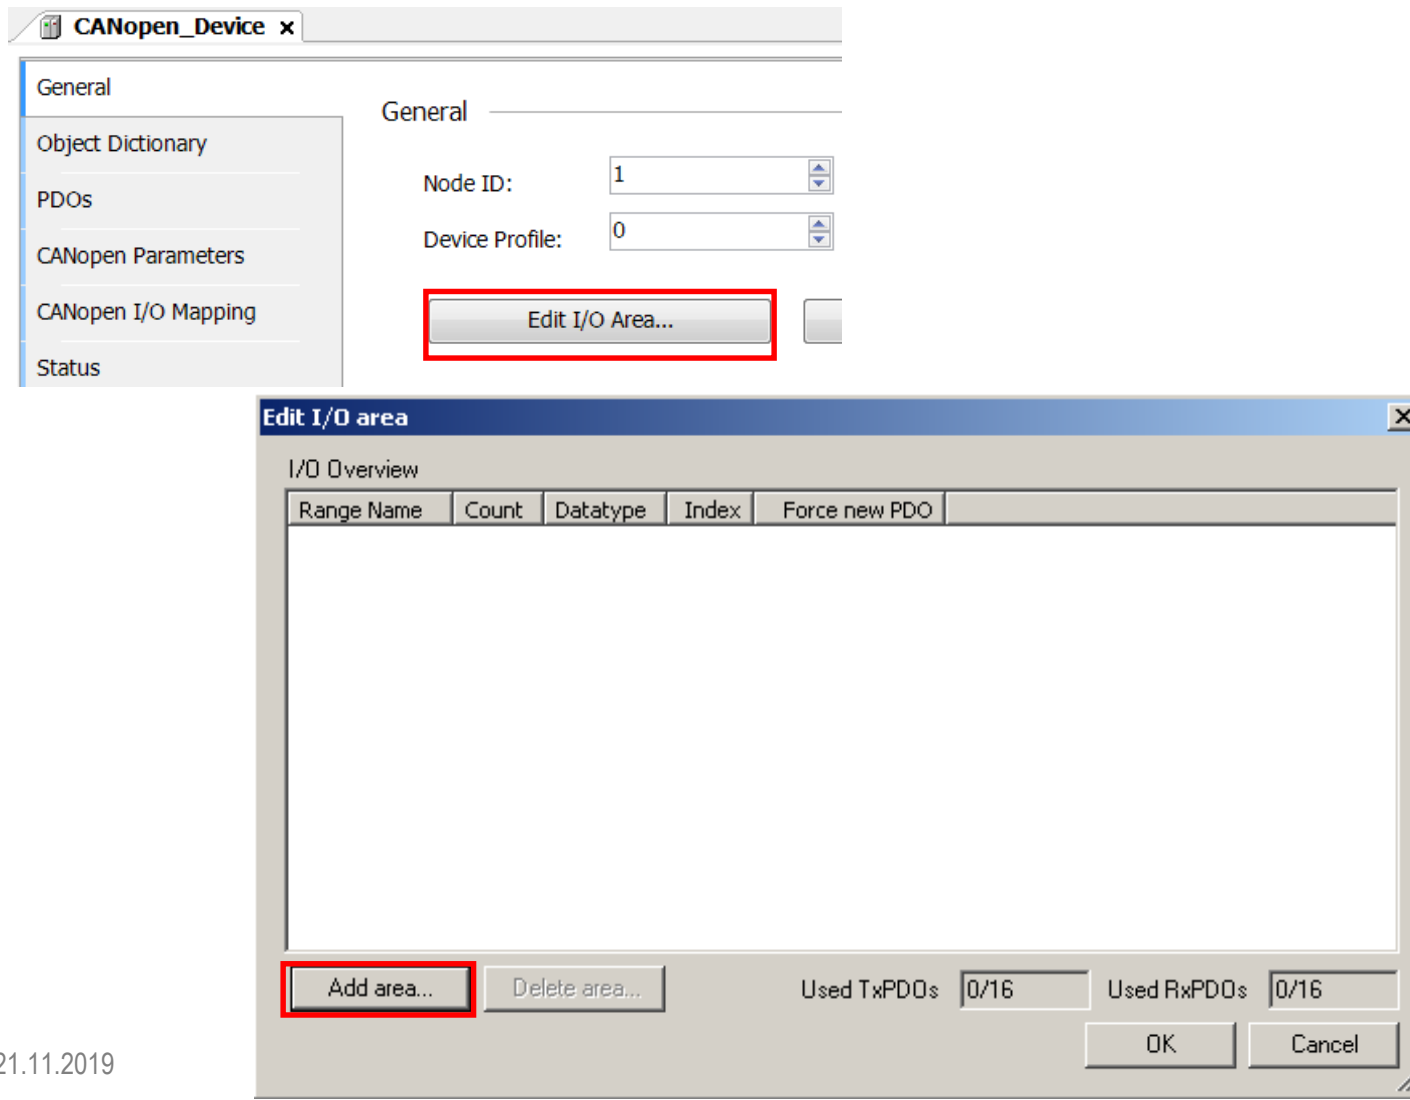 CANopen_Device x
General
Object Dictionary
PDOs
CANopen Parameters
CANopen I/O Mapping
Status
General
Node ID: 1
Device Profile: 0
Edit I/O Area...
Edit I/O area
I/O Overview
Range Name Count Datatype Index Force new PDO
Add area... Delete area... Used TxPDOs 0/16 Used RxPDOs 0/16
OK Cancel
21.11.2019